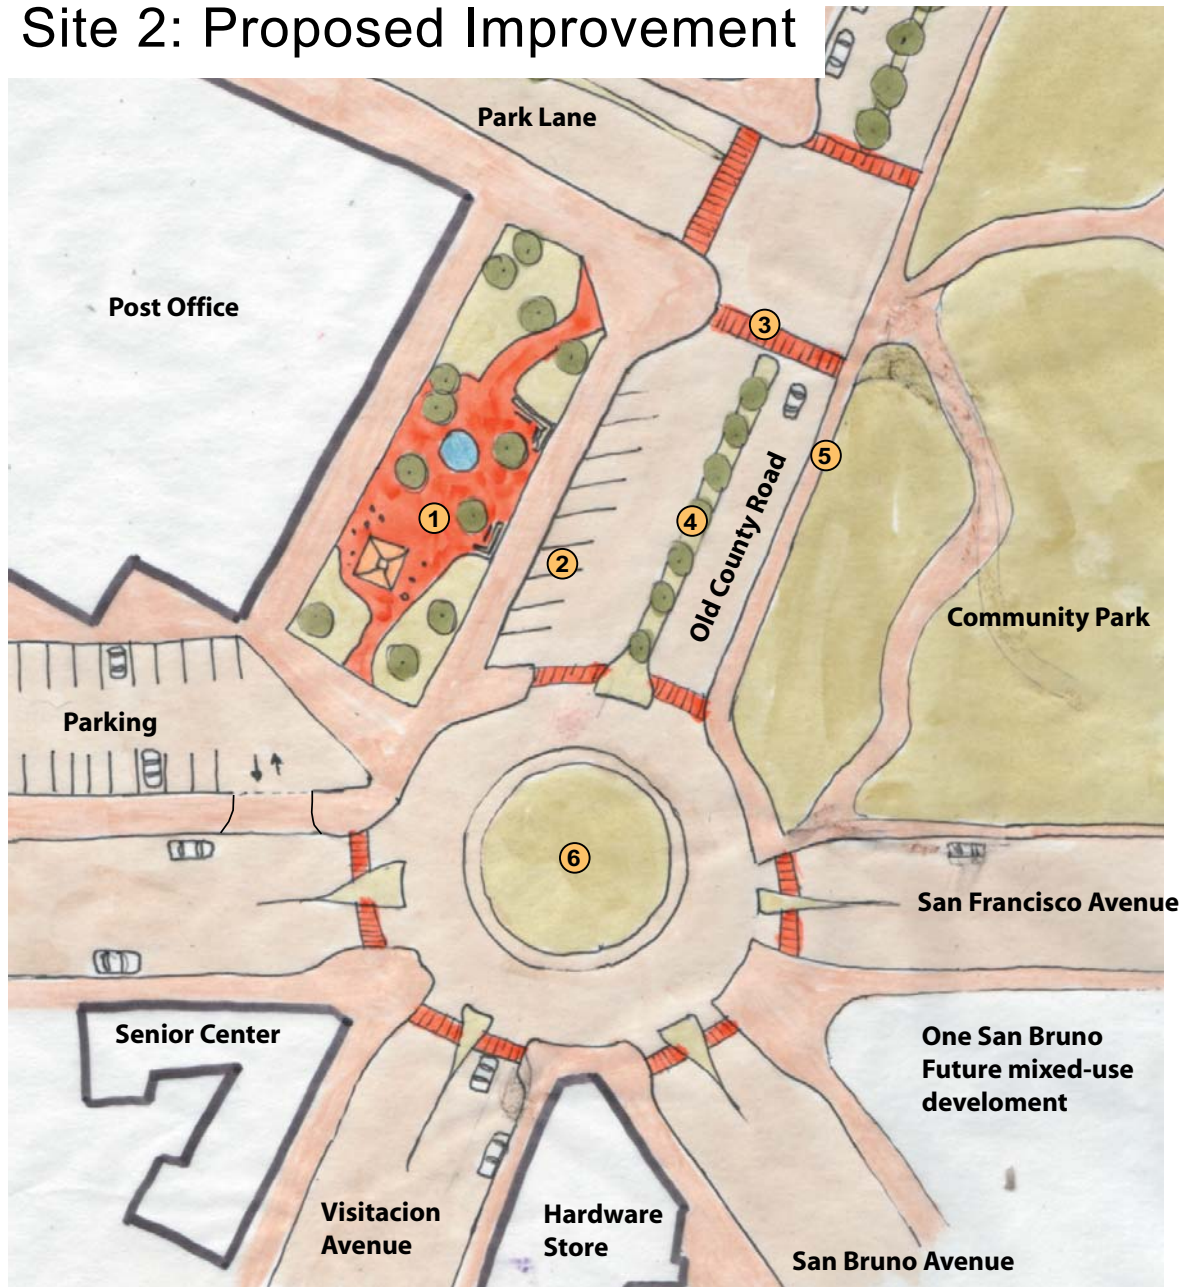 Site 2: Proposed Improvement
Park Lane
Post Office
3
5
1
4
2
Old County Road
Community Park
Parking
6
San Francisco Avenue
Senior Center
One San Bruno
Future mixed-use
develoment
Visitacion
Avenue
Hardware
Store
San Bruno Avenue